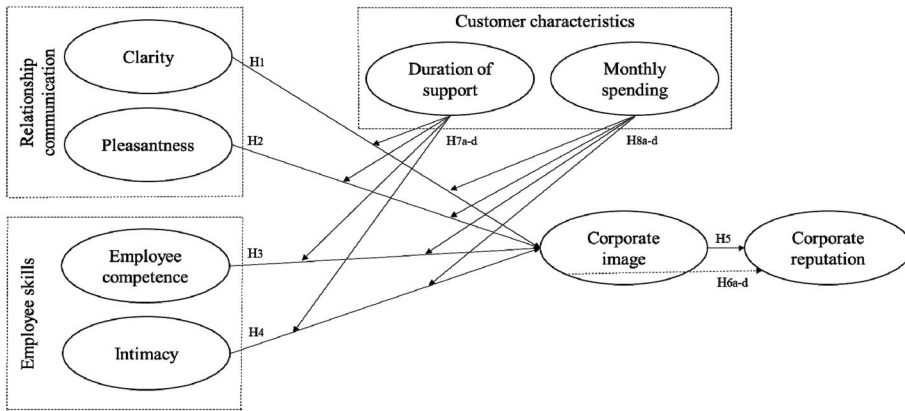 Relationship
communication
Clarity
Pleasantness
H1
H2
Customer characteristics
Duration of
support
Monthly
spending
H7a-d
H8a-d
Employee skills
Employee
competence
Intimacy
H3
H4
Corporate
image
H5
H6a-d
Corporate
reputation